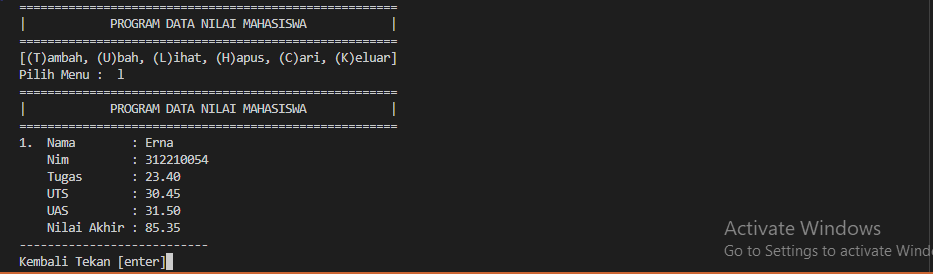 ======================================================
|            PROGRAM DATA NILAI MAHASISWA            |
======================================================
[(T)ambah, (U)bah, (L)ihat, (H)apus, (C)ari, (K)eluar]
Pilih Menu :  l
======================================================
|            PROGRAM DATA NILAI MAHASISWA            |
======================================================
1.  Nama        : Erna
    Nim         : 312210054
    Tugas       : 23.40
    UTS         : 30.45
    UAS         : 31.50
    Nilai Akhir : 85.35
---------------------------
Kembali Tekan [enter]
Activate Windows
Go to Settings to activate